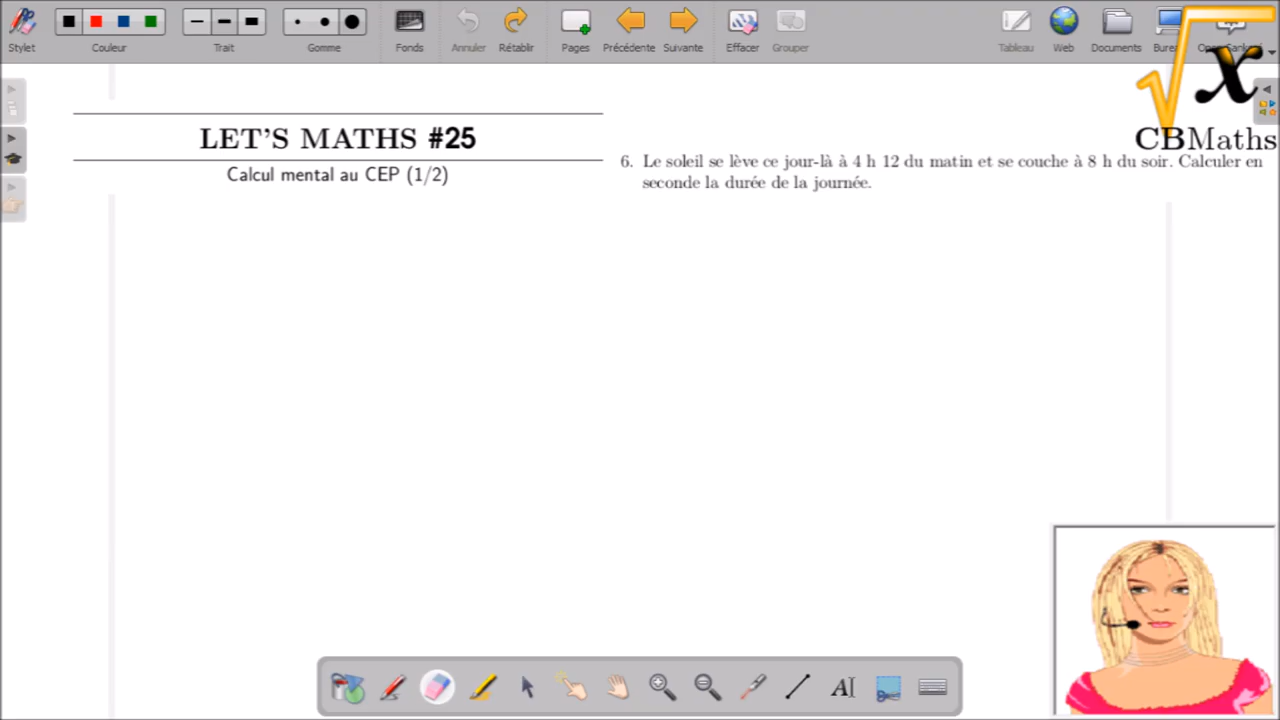 Stylet
Couleur
Trait
Gomme
Fonds
Annuler
Rétablir
Pages
Précédente
Suivante
Effacer
Grouper
Tableau
Web
Documents
x
CBMaths
LET'S MATHS #25
Calcul mental au CEP (1/2)
6. Le soleil se lève ce jour-là à 4 h 12 du matin et se couche à 8 h du soir. Calculer en
seconde la durée de la journée.
AI